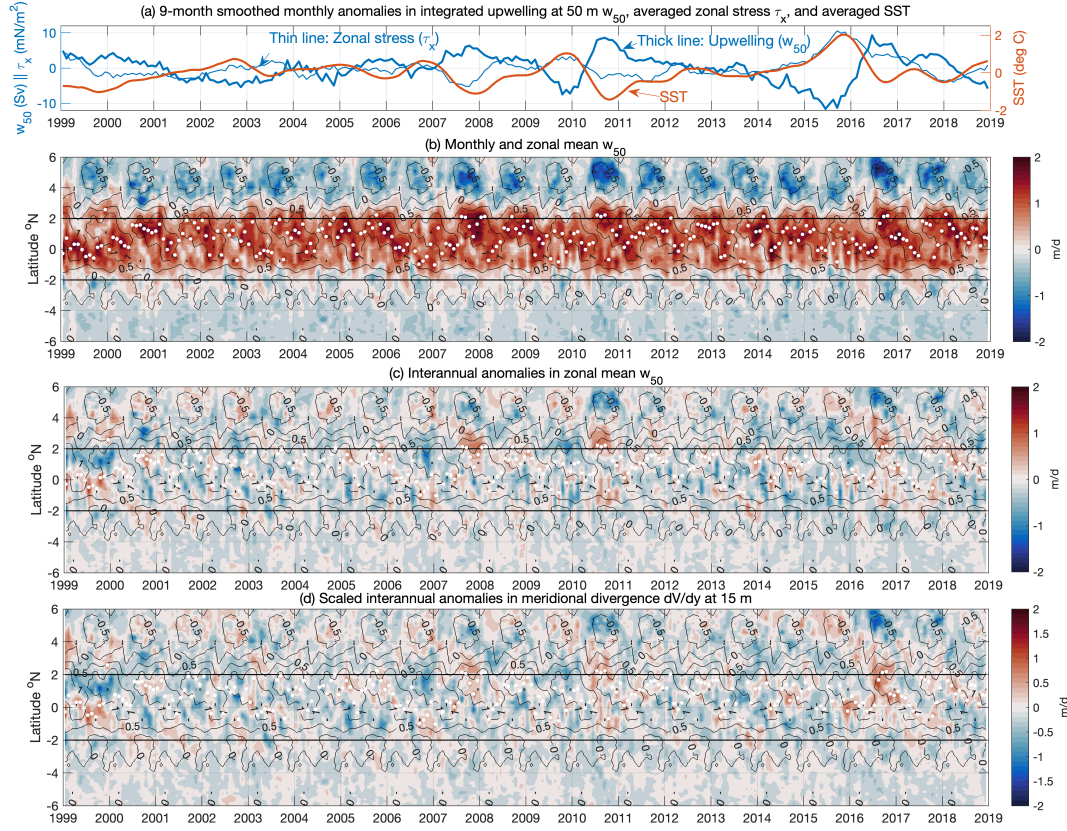 (a) 9-month smoothed monthly anomalies in integrated upwelling at 50 m w50, averaged zonal stress τx, and averaged SST
w50 (Sv) || τx (mN/m²)
10
0
-10
Thin line: Zonal stress (τx)
Thick line: Upwelling (w50)
SST
2
0
-2
SST (deg C)
1999 2000 2001 2002 2003 2004 2005 2006 2007 2008 2009 2010 2011 2012 2013 2014 2015 2016 2017 2018 2019
(b) Monthly and zonal mean w50
Latitude °N
6
4
2
0
-2
-4
-6
1999 2000 2001 2002 2003 2004 2005 2006 2007 2008 2009 2010 2011 2012 2013 2014 2015 2016 2017 2018 2019
2
1
0
-1
-2
m/d
(c) Interannual anomalies in zonal mean w50
Latitude °N
6
4
2
0
-2
-4
-6
1999 2000 2001 2002 2003 2004 2005 2006 2007 2008 2009 2010 2011 2012 2013 2014 2015 2016 2017 2018 2019
2
1
0
-1
-2
m/d
(d) Scaled interannual anomalies in meridional divergence dV/dy at 15 m
Latitude °N
6
4
2
0
-2
-4
-6
1999 2000 2001 2002 2003 2004 2005 2006 2007 2008 2009 2010 2011 2012 2013 2014 2015 2016 2017 2018 2019
2
1.5
1
0.5
0
-0.5
-1
-1.5
-2
m/d